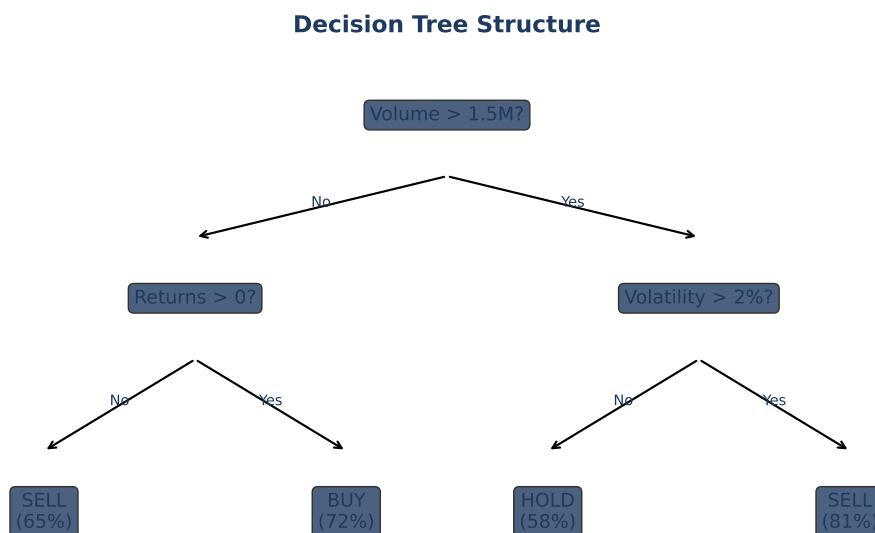 Decision Tree Structure
Volume > 1.5M?
No
Yes
Returns > 0?
Volatility > 2%?
No
Yes
No
Yes
SELL
(65%)
BUY
(72%)
HOLD
(58%)
SELL
(81%)